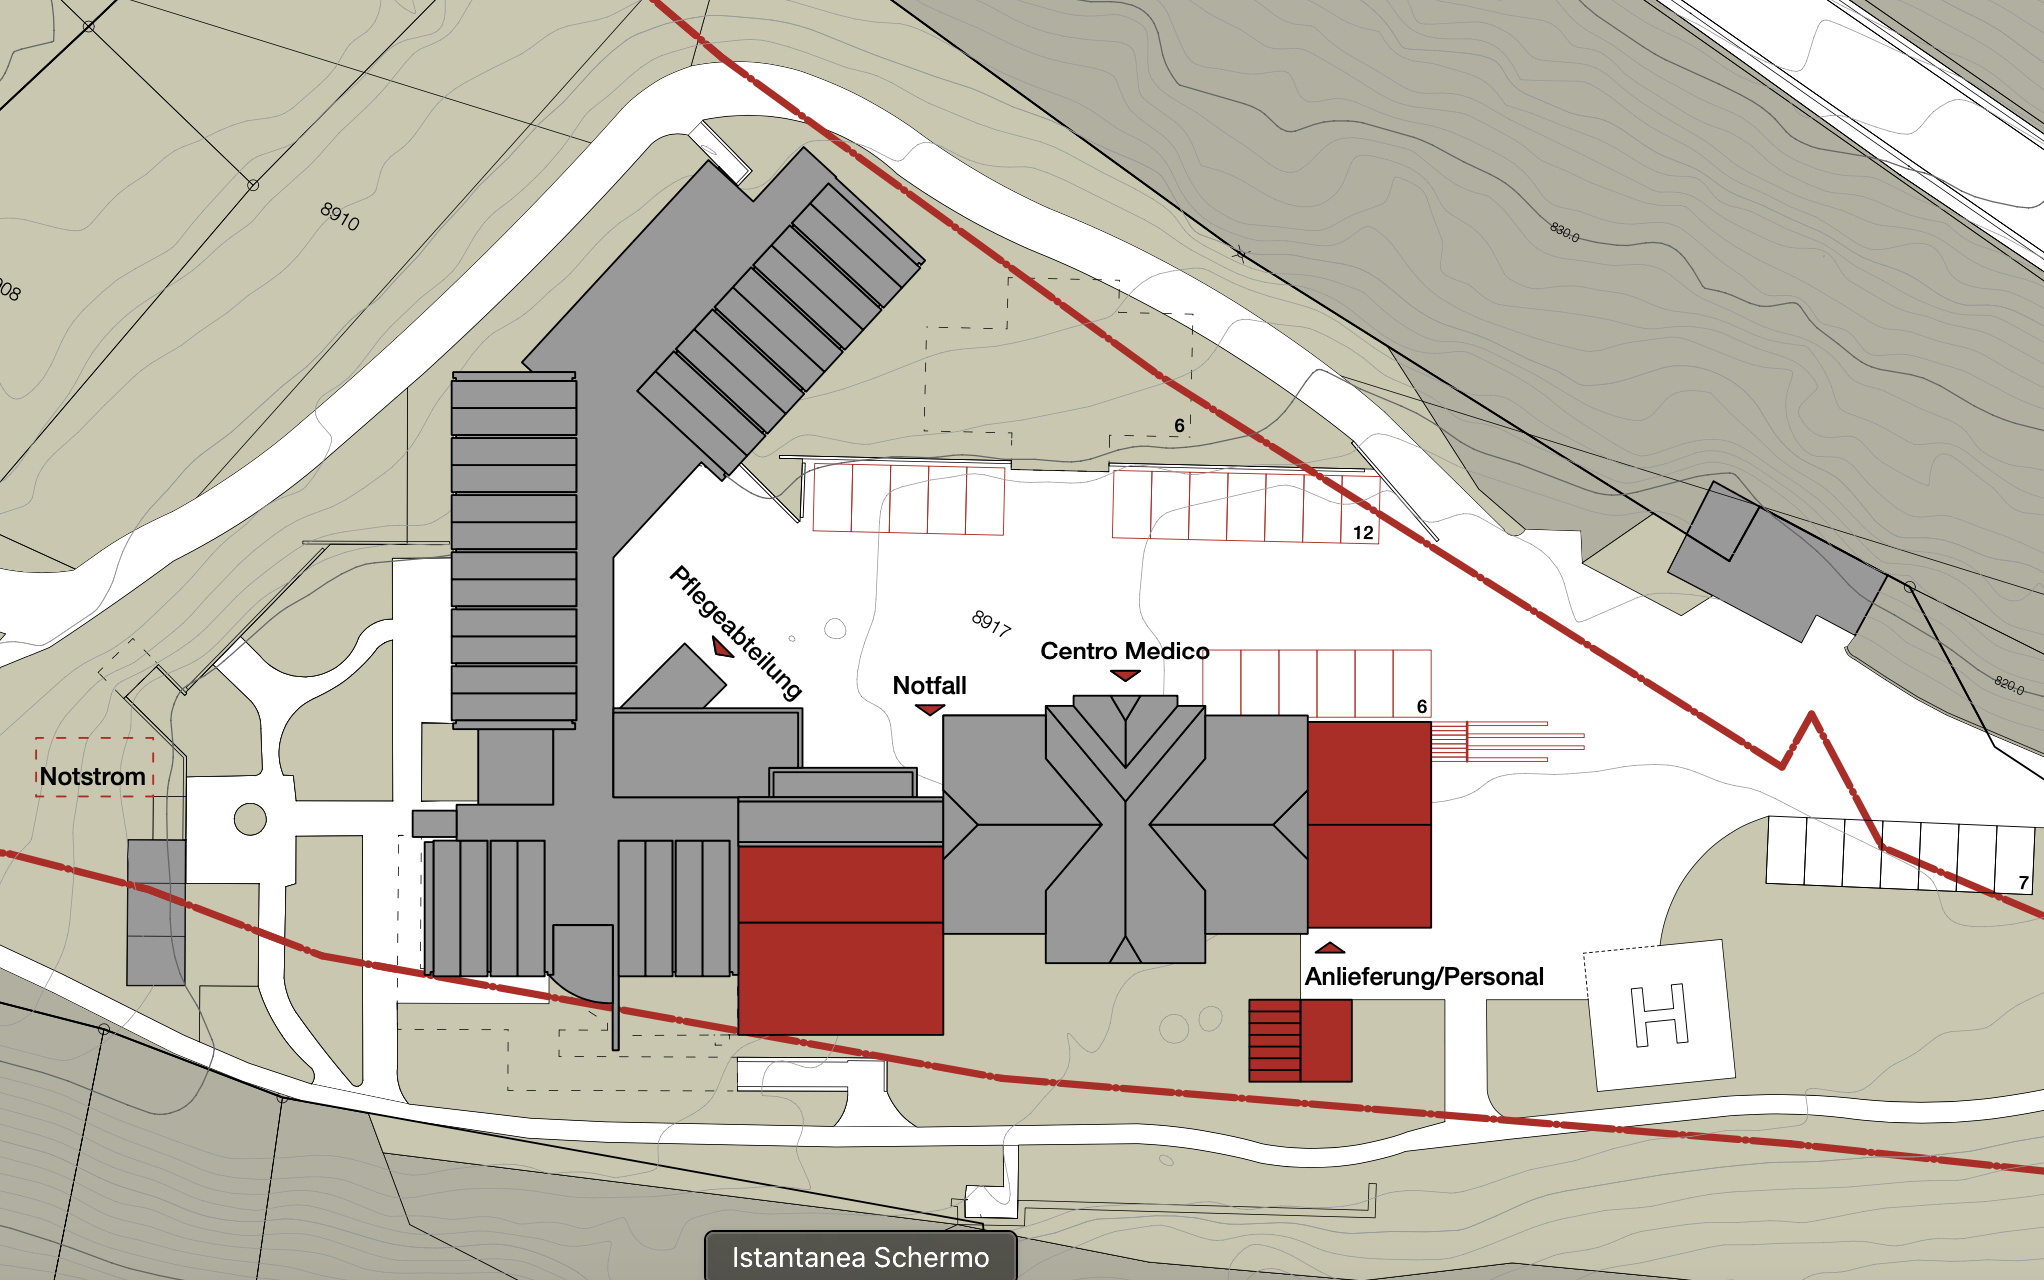 8910
830.0
6
12
8917
Pflegeabteilung
Centro Medico
Notfall
820.0
6
Notstrom
7
Anlieferung/Personal
H
Istantanea Schermo